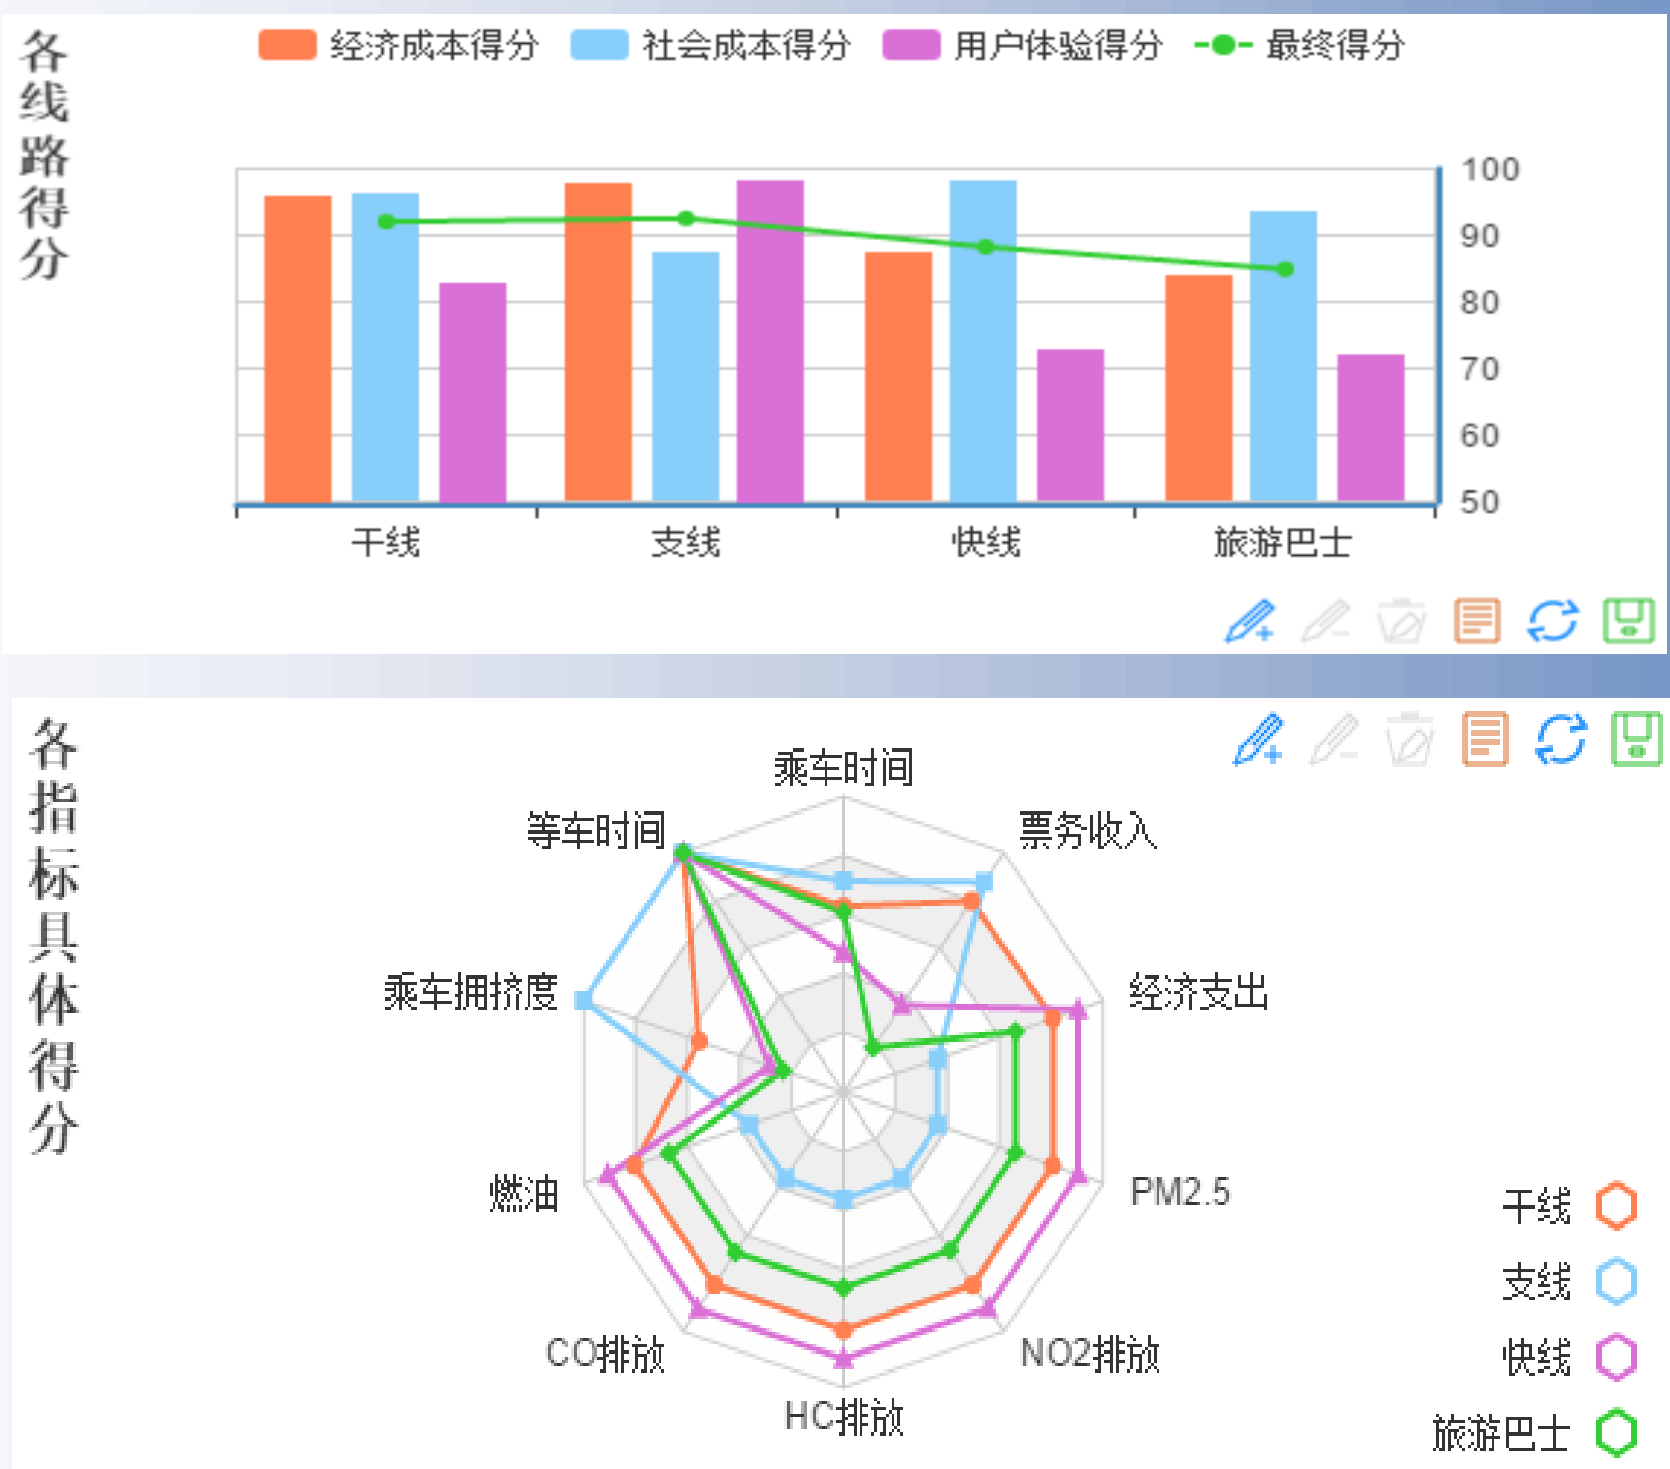 各线路得分
经济成本得分 社会成本得分 用户体验得分 最终得分
100
90
80
70
60
50
干线 支线 快线 旅游巴士
各指标具体得分
乘车时间
等车时间 票务收入
乘车拥挤度 经济支出
燃油 PM2.5
CO排放 NO2排放
HC排放
干线
支线
快线
旅游巴士